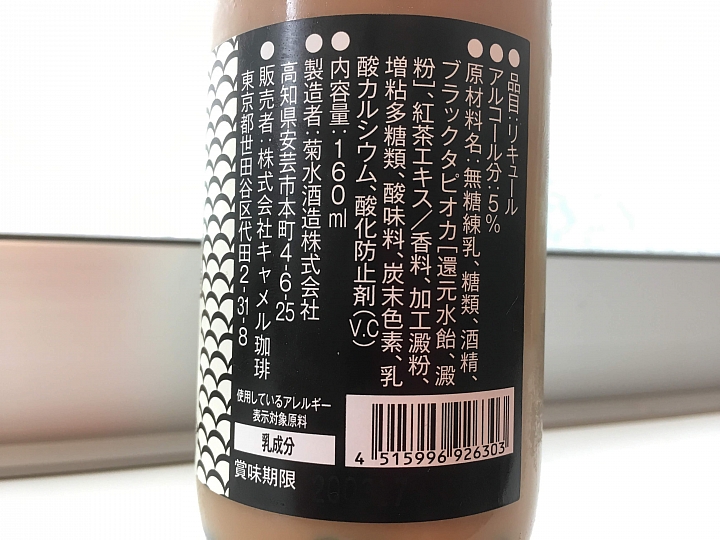 ●品目：リキュール
●アルコール分：5%
●原材料名：無糖練乳、糖類、酒精、
ブラックタピオカ［還元水飴、澱
粉］、紅茶エキス／香料、加工澱粉、
増粘多糖類、酸味料、炭末色素、乳
酸カルシウム、酸化防止剤（V.C）
●内容量：160ml
●製造者：菊水酒造株式会社
高知県安芸市本町4-6-25
●販売者：株式会社キャメル珈琲
東京都世田谷区代田2-31-8
使用しているアレルギー
表示対象原料
乳成分
賞味期限
4 515996 926303